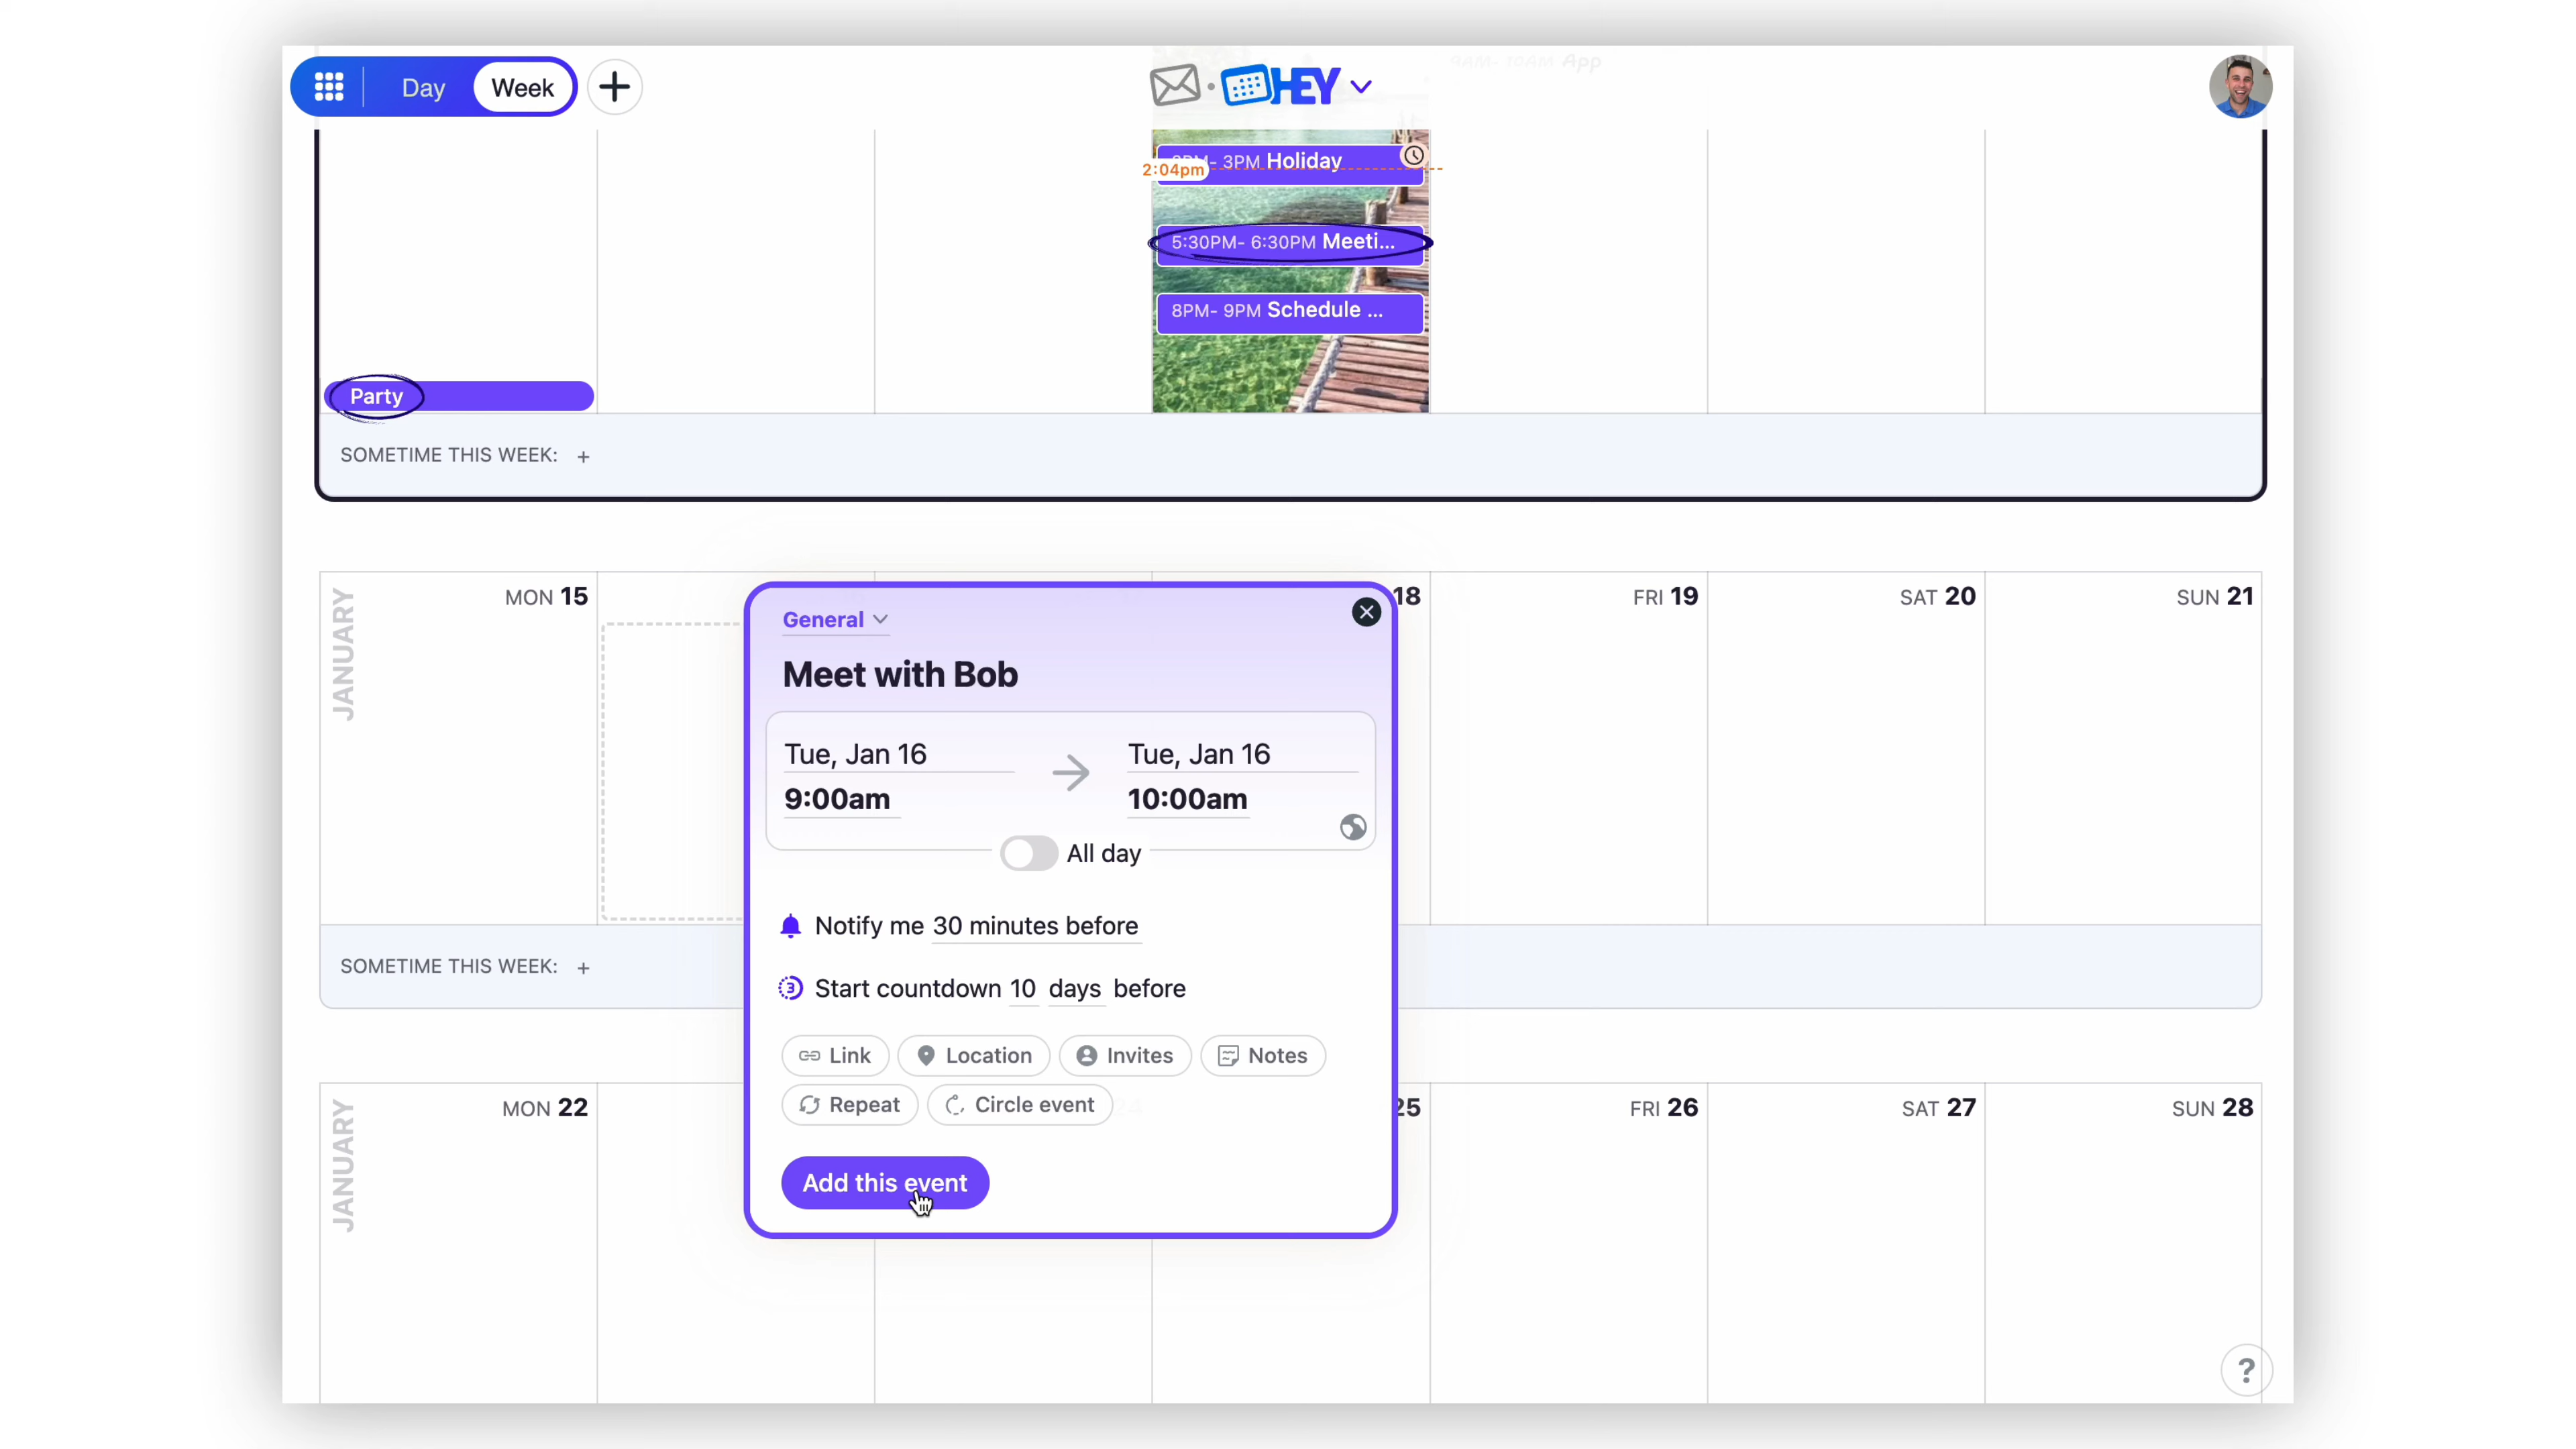 Day Week
HEY
9AM- 10AM App
- 3PM Holiday
2:04pm
5:30PM- 6:30PM Meeti...
8PM- 9PM Schedule ...
Party
SOMETIME THIS WEEK: +
JANUARY
MON 15
18
FRI 19
SAT 20
SUN 21
General
Meet with Bob
Tue, Jan 16
9:00am
Tue, Jan 16
10:00am
All day
Notify me 30 minutes before
3 Start countdown 10 days before
Link Location Invites Notes
Repeat Circle event
Add this event
SOMETIME THIS WEEK: +
JANUARY
MON 22
25
FRI 26
SAT 27
SUN 28
?